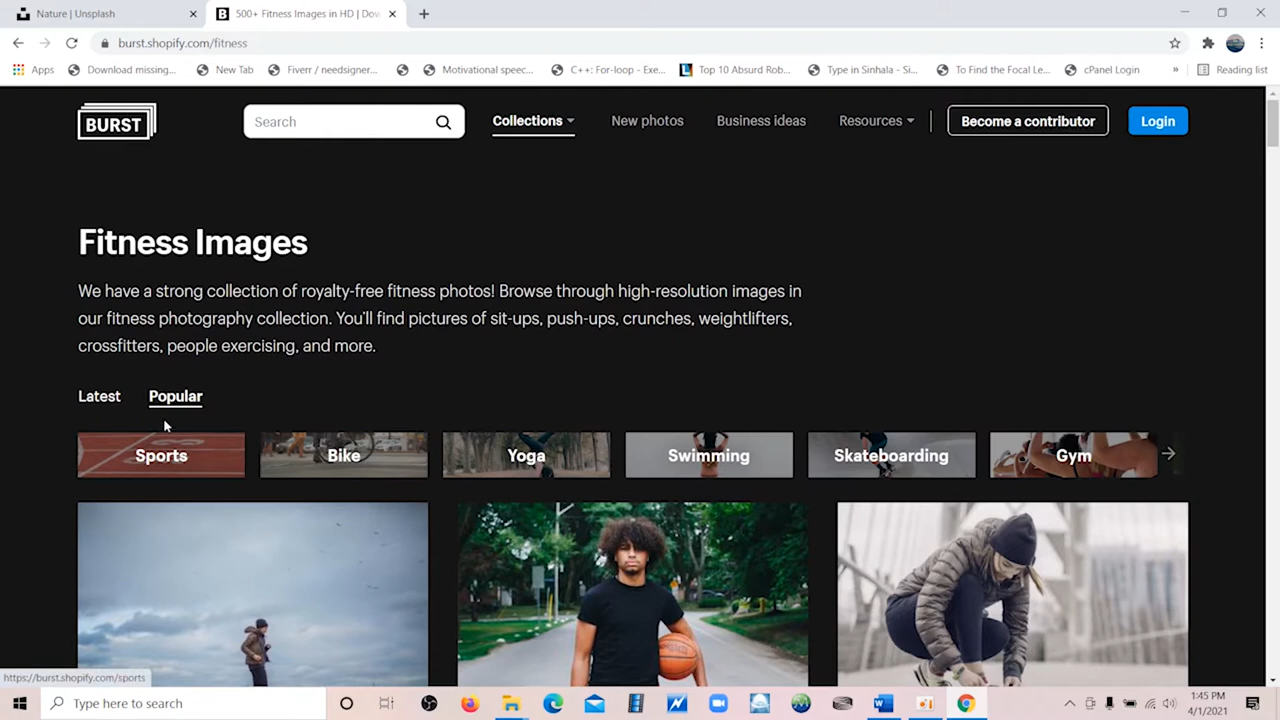 Nature | Unsplash
500+ Fitness Images in HD | Dow
burst.shopify.com/fitness
Apps
Download missing...
New Tab
Fiverr / needsigner...
Motivational speec...
C++: For-loop - Exe...
Top 10 Absurd Rob...
Type in Sinhala - Si...
To Find the Focal Le...
cPanel Login
»
Reading list
BURST
Search
Collections
New photos
Business ideas
Resources
Become a contributor
Login
Fitness Images
We have a strong collection of royalty-free fitness photos! Browse through high-resolution images in
our fitness photography collection. You'll find pictures of sit-ups, push-ups, crunches, weightlifters,
crossfitters, people exercising, and more.
Latest
Popular
Sports
Bike
Yoga
Swimming
Skateboarding
Gym
https://burst.shopify.com/sports
Type here to search
1:45 PM
4/1/2021